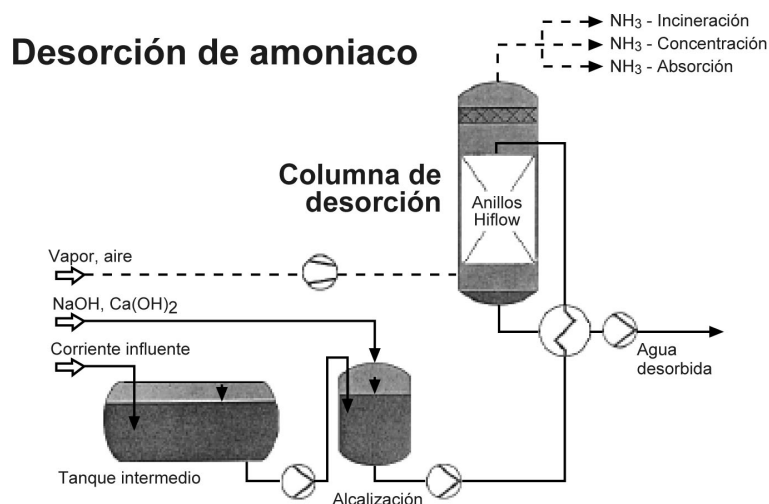 Desorción de amoniaco
NH3 - Incineración
NH3 - Concentración
NH3 - Absorción
Columna de
desorción
Anillos
Hiflow
Vapor, aire
NaOH, Ca(OH)2
Corriente influente
Agua
desorbida
Tanque intermedio
Alcalización